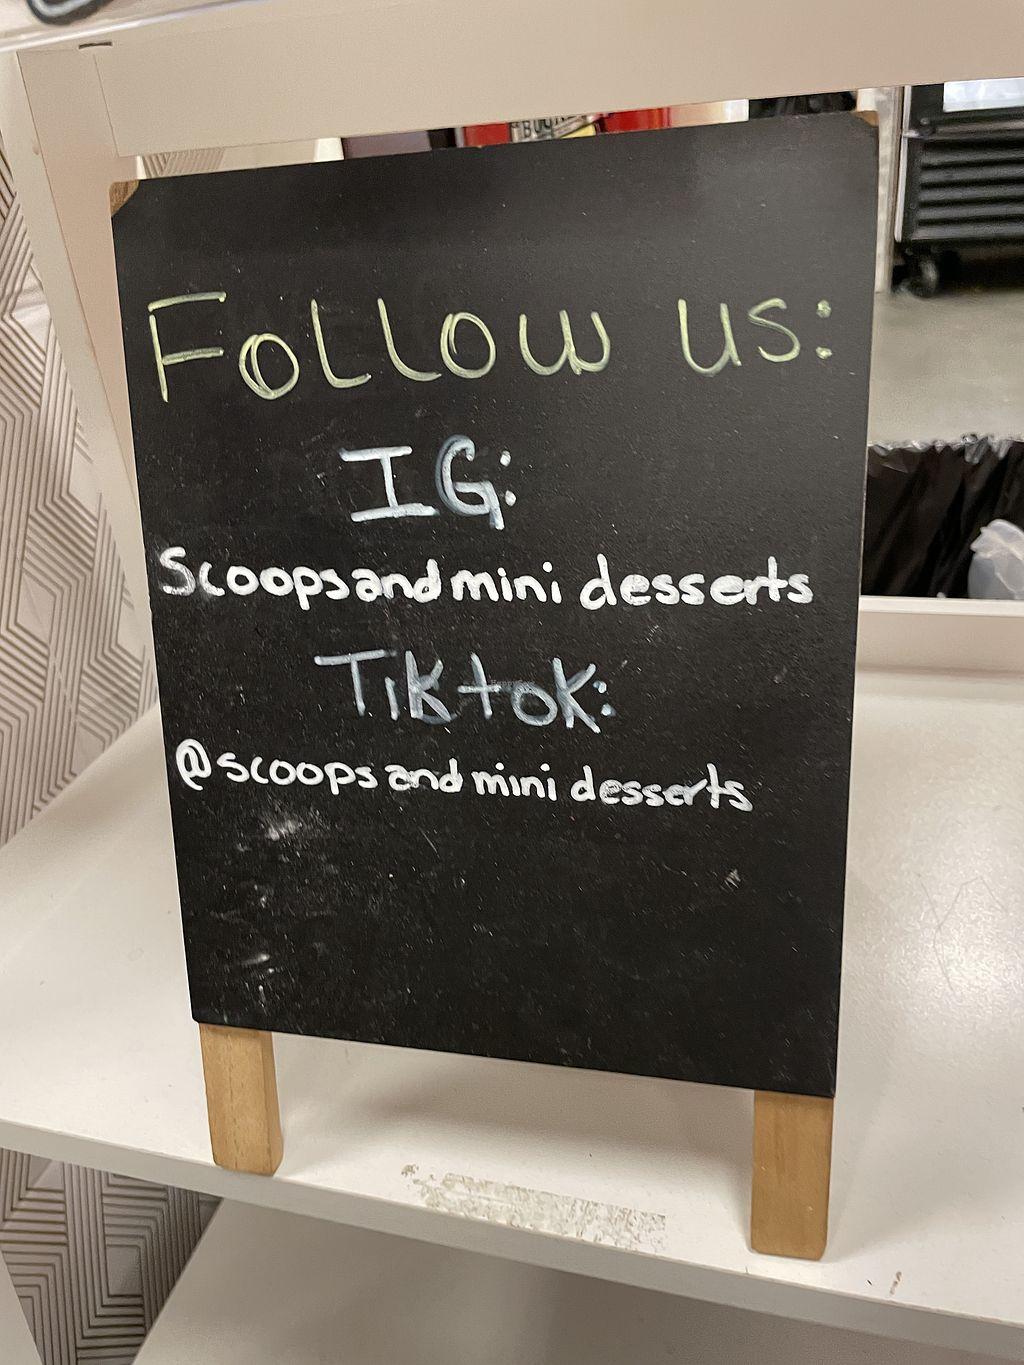 Follow us:
IG:
Scoopsandmini desserts
Tiktok:
@scoops and mini desserts